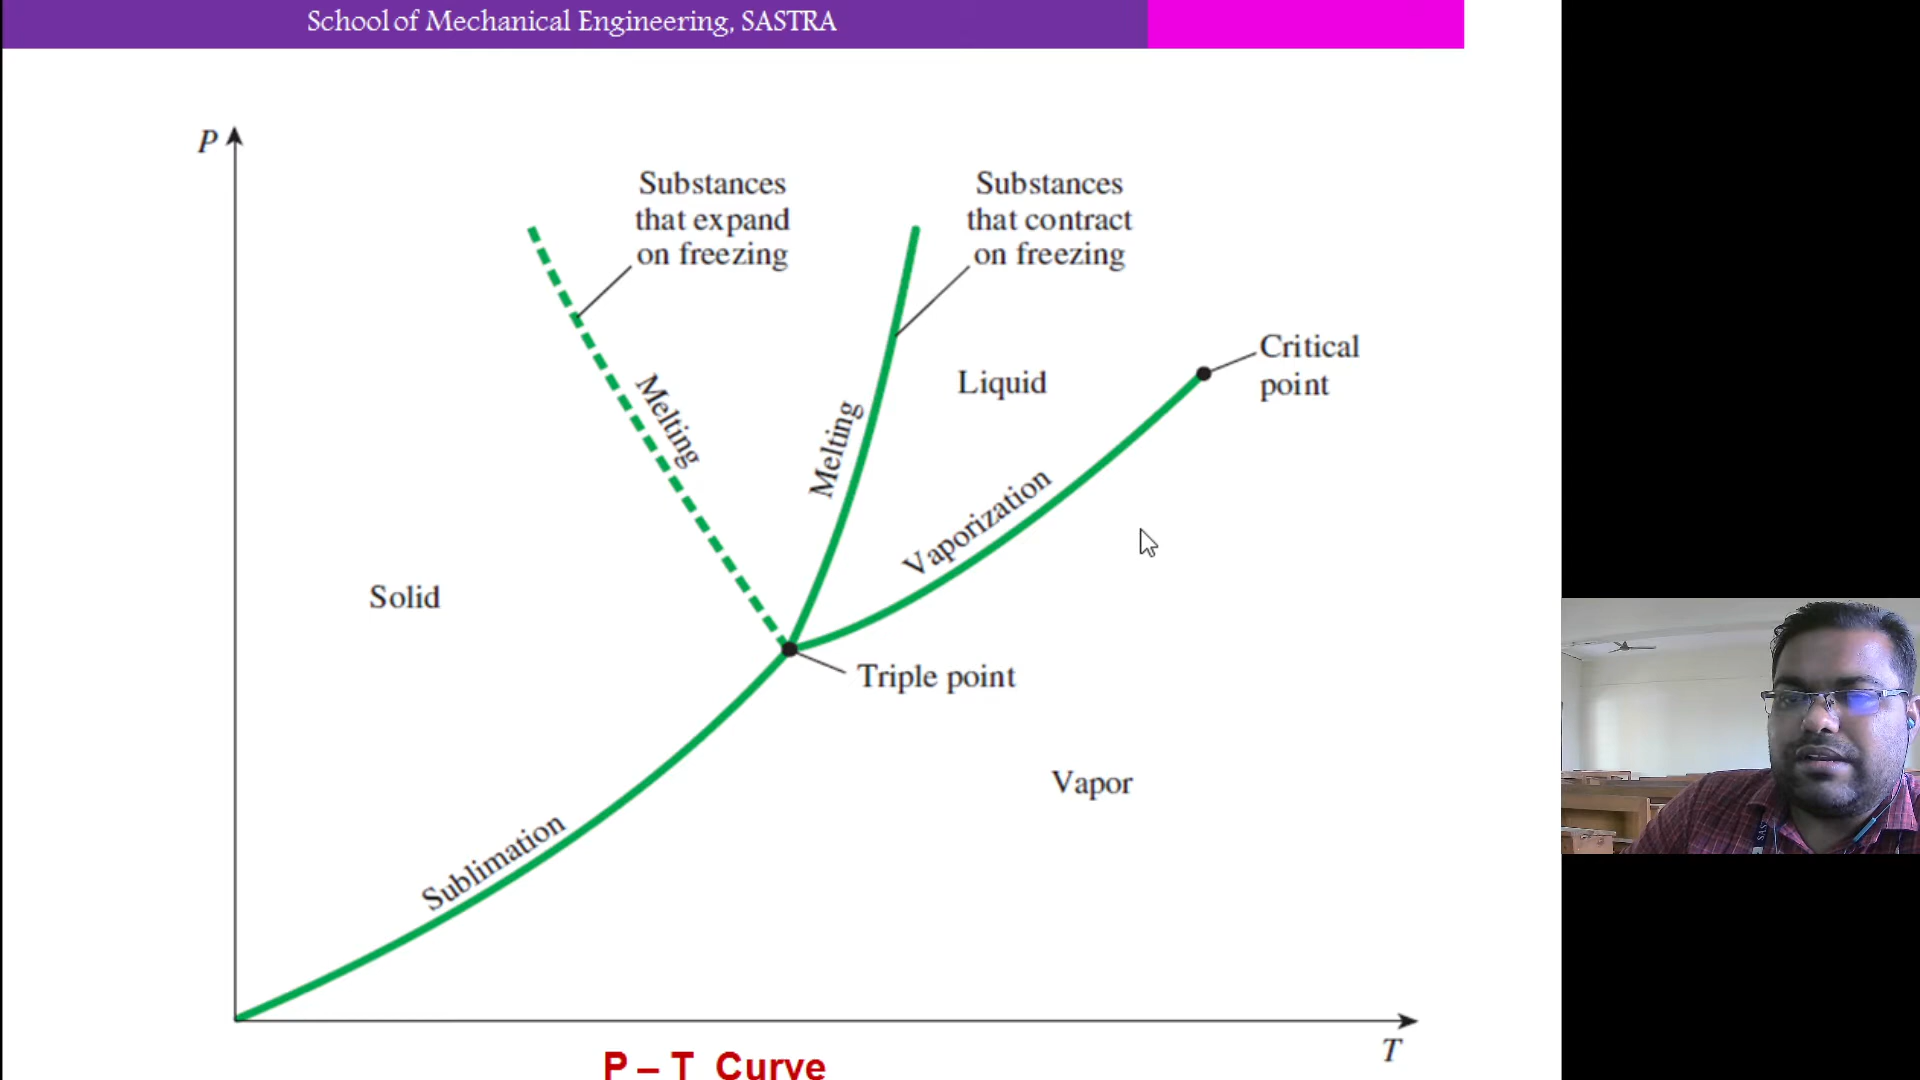 School of Mechanical Engineering, SASTRA
P
Substances
that expand
on freezing
Substances
that contract
on freezing
Critical
point
Liquid
Melting
Melting
Vaporization
Solid
Triple point
Vapor
Sublimation
T
P – T Curve
SAS